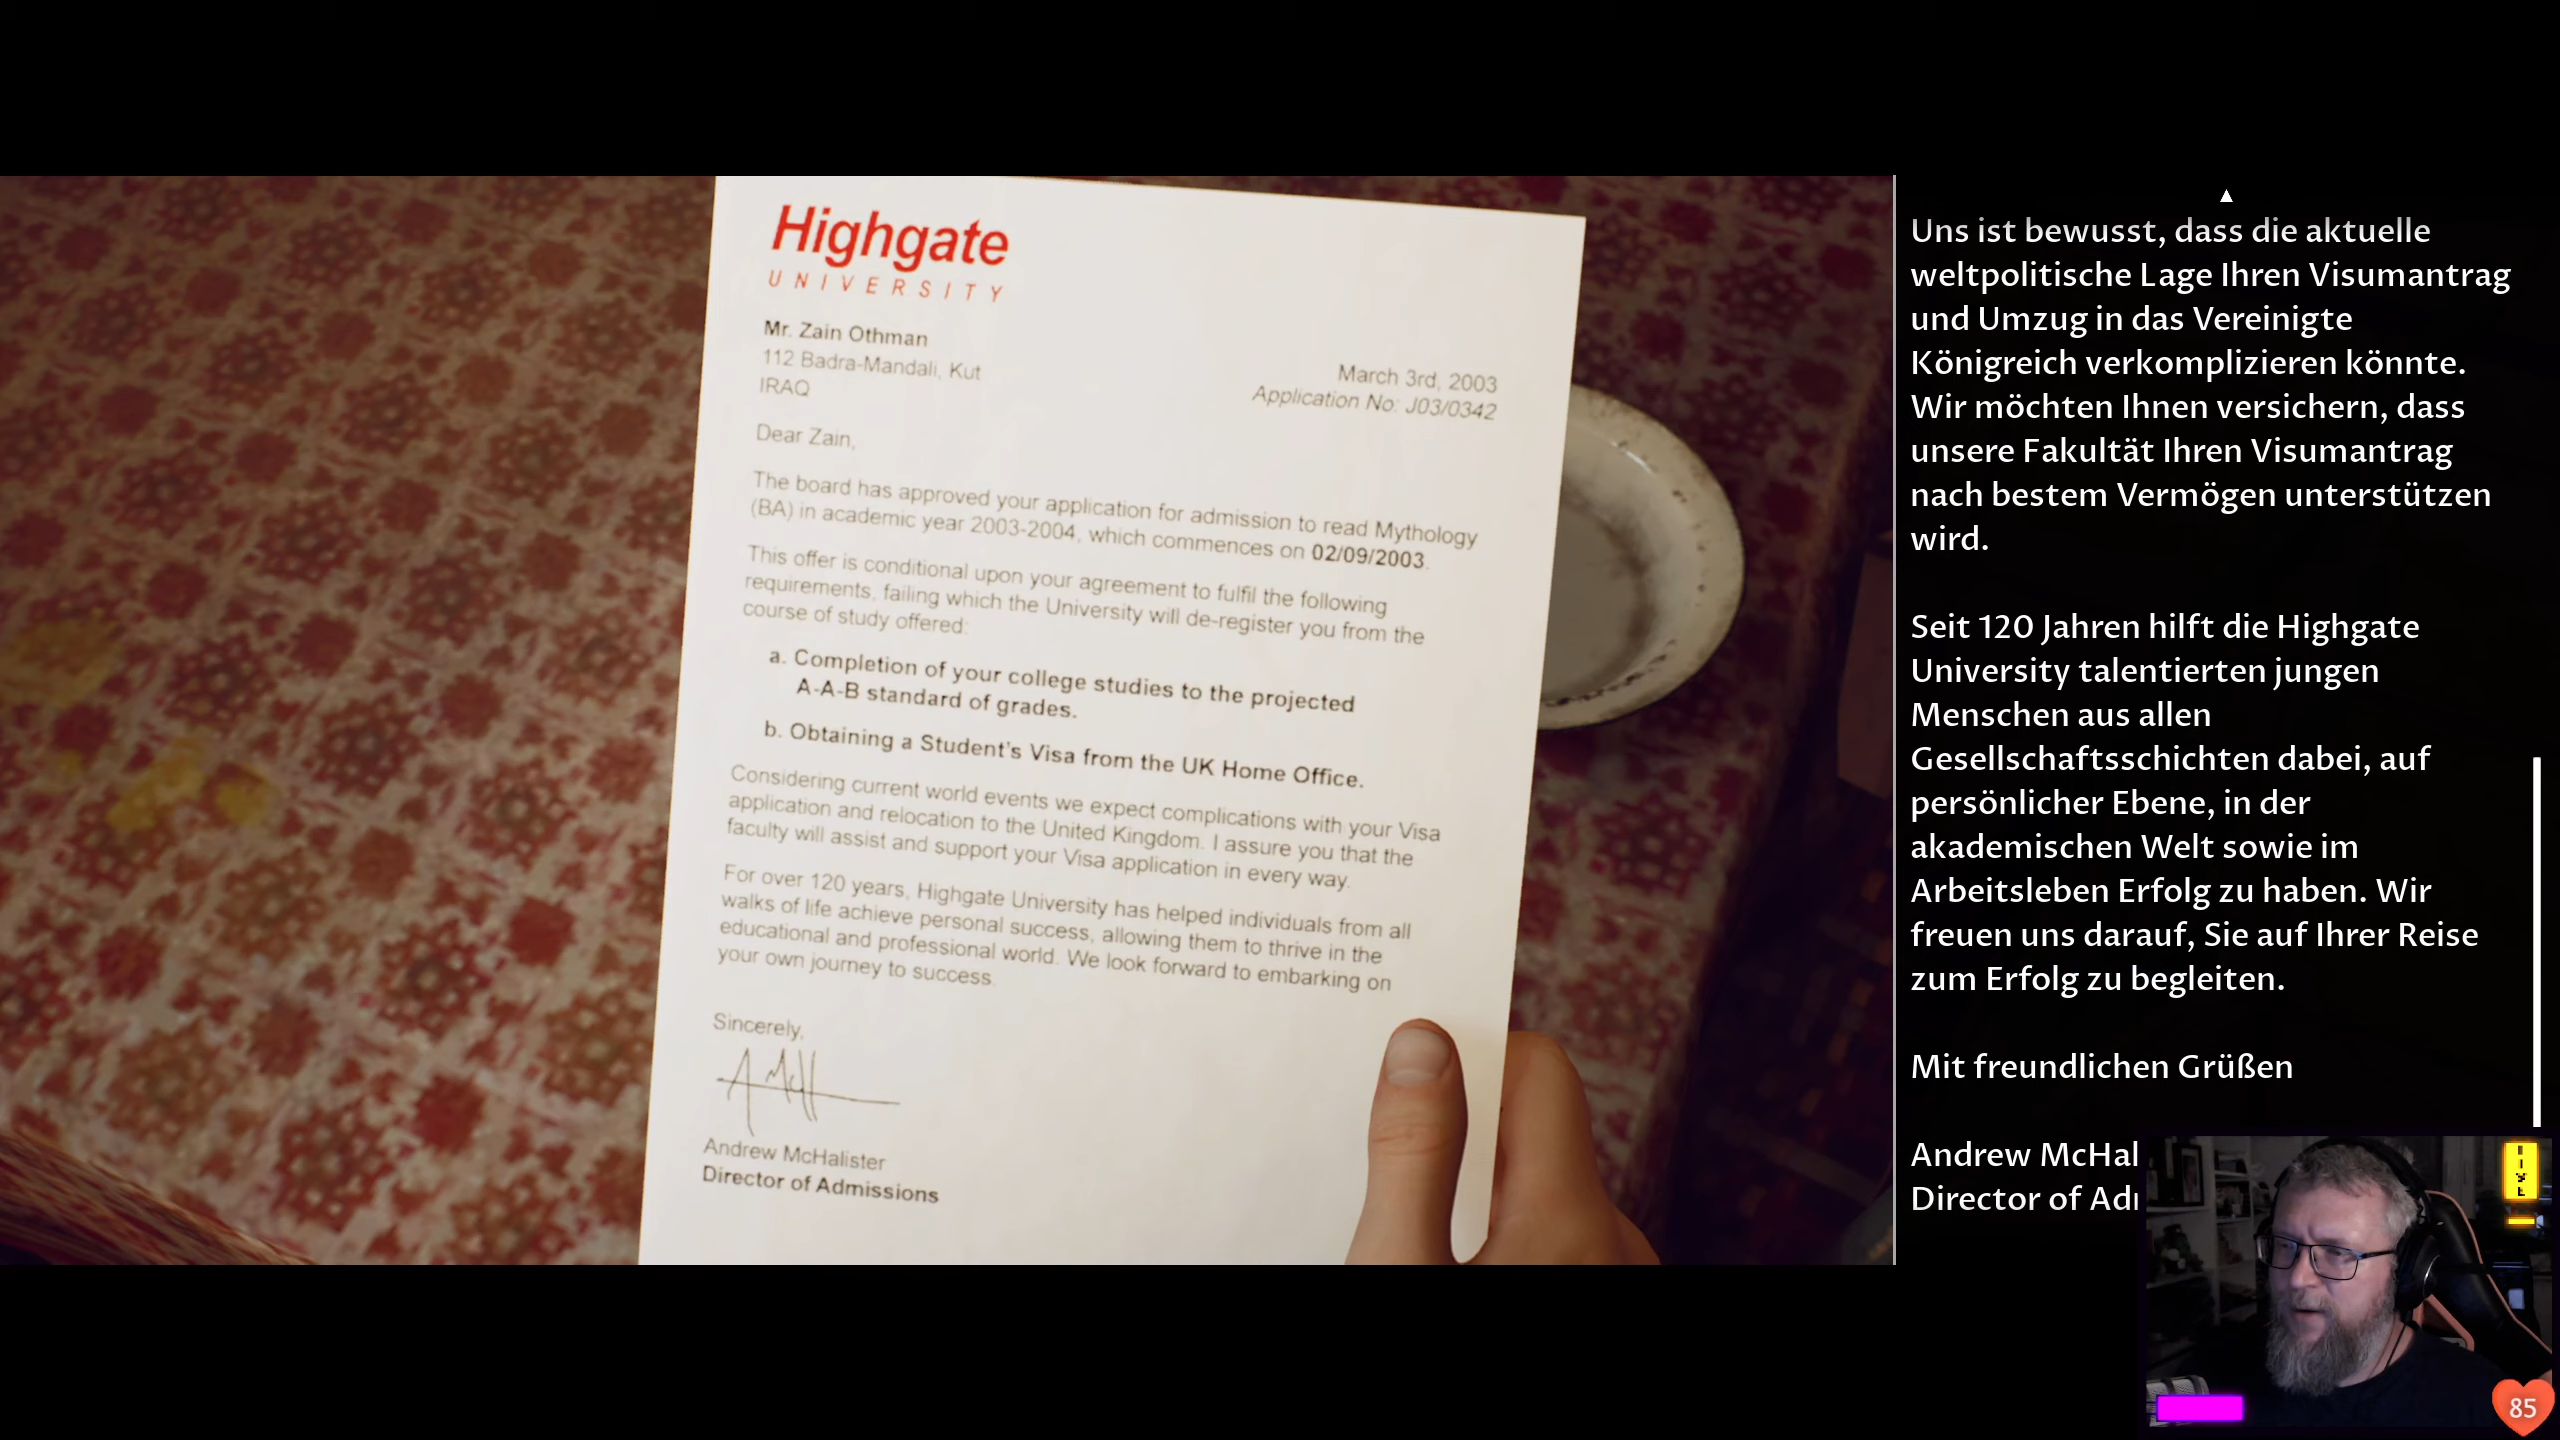 Highgate
UNIVERSITY
Mr. Zain Othman
112 Badra-Mandali, Kut
IRAQ
March 3rd, 2003
Application No: J03/0342
Dear Zain,
The board has approved your application for admission to read Mythology
(BA) in academic year 2003-2004, which commences on 02/09/2003.
This offer is conditional upon your agreement to fulfil the following
requirements, failing which the University will de-register you from the
course of study offered:
a. Completion of your college studies to the projected
A-A-B standard of grades.
b. Obtaining a Student's Visa from the UK Home Office.
Considering current world events we expect complications with your Visa
application and relocation to the United Kingdom. I assure you that the
faculty will assist and support your Visa application in every way.
For over 120 years, Highgate University has helped individuals from all
walks of life achieve personal success, allowing them to thrive in the
educational and professional world. We look forward to embarking on
your own journey to success.
Sincerely,
Andrew McHalister
Director of Admissions
Uns ist bewusst, dass die aktuelle
weltpolitische Lage Ihren Visumantrag
und Umzug in das Vereinigte
Königreich verkomplizieren könnte.
Wir möchten Ihnen versichern, dass
unsere Fakultät Ihren Visumantrag
nach bestem Vermögen unterstützen
wird.
Seit 120 Jahren hilft die Highgate
University talentierten jungen
Menschen aus allen
Gesellschaftsschichten dabei, auf
persönlicher Ebene, in der
akademischen Welt sowie im
Arbeitsleben Erfolg zu haben. Wir
freuen uns darauf, Sie auf Ihrer Reise
zum Erfolg zu begleiten.
Mit freundlichen Grüßen
Andrew McHal
Director of Ad
LIVE
85